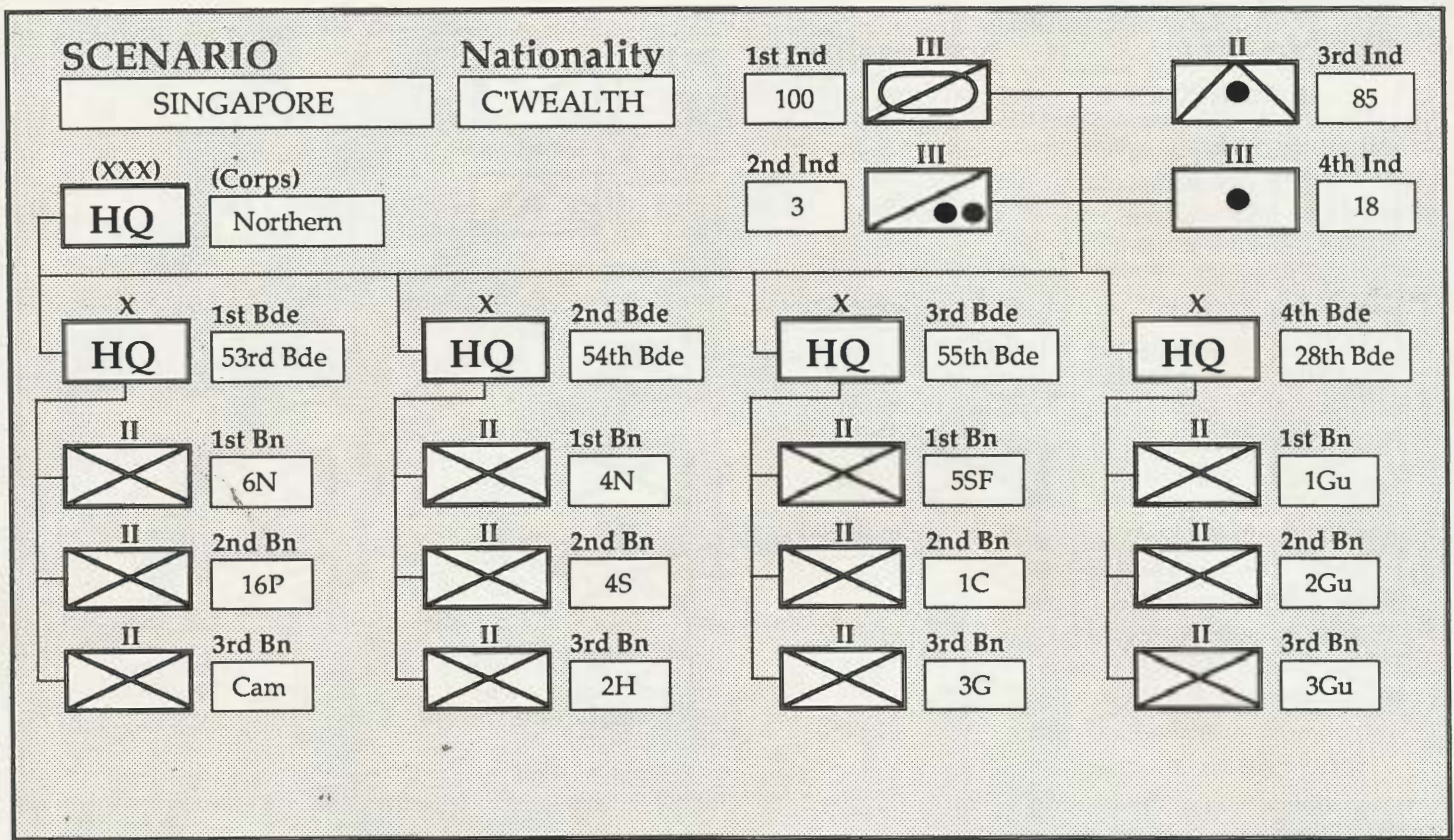 SCENARIO
SINGAPORE
Nationality
C'WEALTH
1st Ind
100
III
II
3rd Ind
85
2nd Ind
3
III
III
4th Ind
18
(XXX)
HQ
(Corps)
Northern
X
HQ
1st Bde
53rd Bde
X
HQ
2nd Bde
54th Bde
X
HQ
3rd Bde
55th Bde
X
HQ
4th Bde
28th Bde
II
1st Bn
6N
II
1st Bn
4N
II
1st Bn
5SF
II
1st Bn
1Gu
II
2nd Bn
16P
II
2nd Bn
4S
II
2nd Bn
1C
II
2nd Bn
2Gu
II
3rd Bn
Cam
II
3rd Bn
2H
II
3rd Bn
3G
II
3rd Bn
3Gu